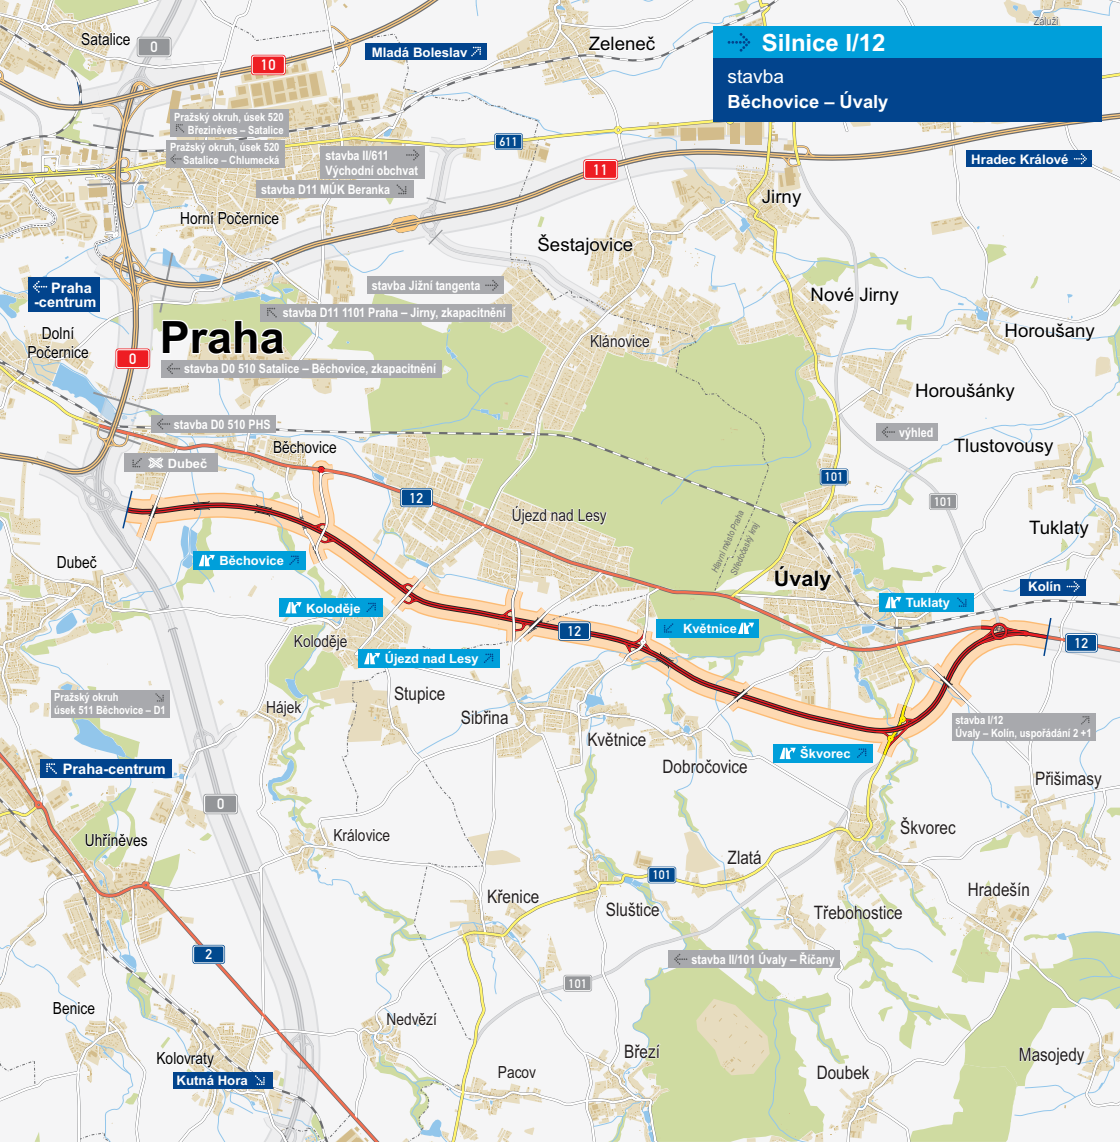 Záluží
Satalice
0
Zeleneč
Mladá Boleslav
10
Silnice I/12
stavba
Běchovice – Úvaly
Pražský okruh, úsek 520
Březiněves – Satalice
Pražský okruh, úsek 520
Satalice – Chlumecká
611
stavba II/611
Východní obchvat
stavba D11 MÚK Beranka
11
Hradec Králové
Horní Počernice
Jirny
Šestajovice
Praha
-centrum
stavba Jižní tangenta
stavba D11 1101 Praha – Jirny, zkapacitnění
Nové Jirny
Dolní
Počernice
Praha
0
Klánovice
Horoušany
stavba D0 510 Satalice – Běchovice, zkapacitnění
Horoušánky
stavba D0 510 PHS
výhled
Běchovice
Tlustovousy
Dubeč
101
12
101
Újezd nad Lesy
Hlavní město Praha
Středočeský kraj
Tuklaty
Dubeč
Běchovice
Úvaly
Kolín
Koloděje
Tuklaty
Květnice
12
Koloděje
12
Újezd nad Lesy
Stupice
Pražský okruh
úsek 511 Běchovice – D1
Hájek
Sibřina
stavba I/12
Úvaly – Kolín, uspořádání 2 +1
Květnice
Škvorec
Praha-centrum
Dobročovice
Přišimasy
0
Uhříněves
Královice
Škvorec
Zlatá
101
Křenice
Sluštice
Hradešín
Třebohostice
2
stavba II/101 Úvaly – Říčany
101
Benice
Nedvězí
Kolovraty
Březí
Masojedy
Kutná Hora
Pacov
Doubek